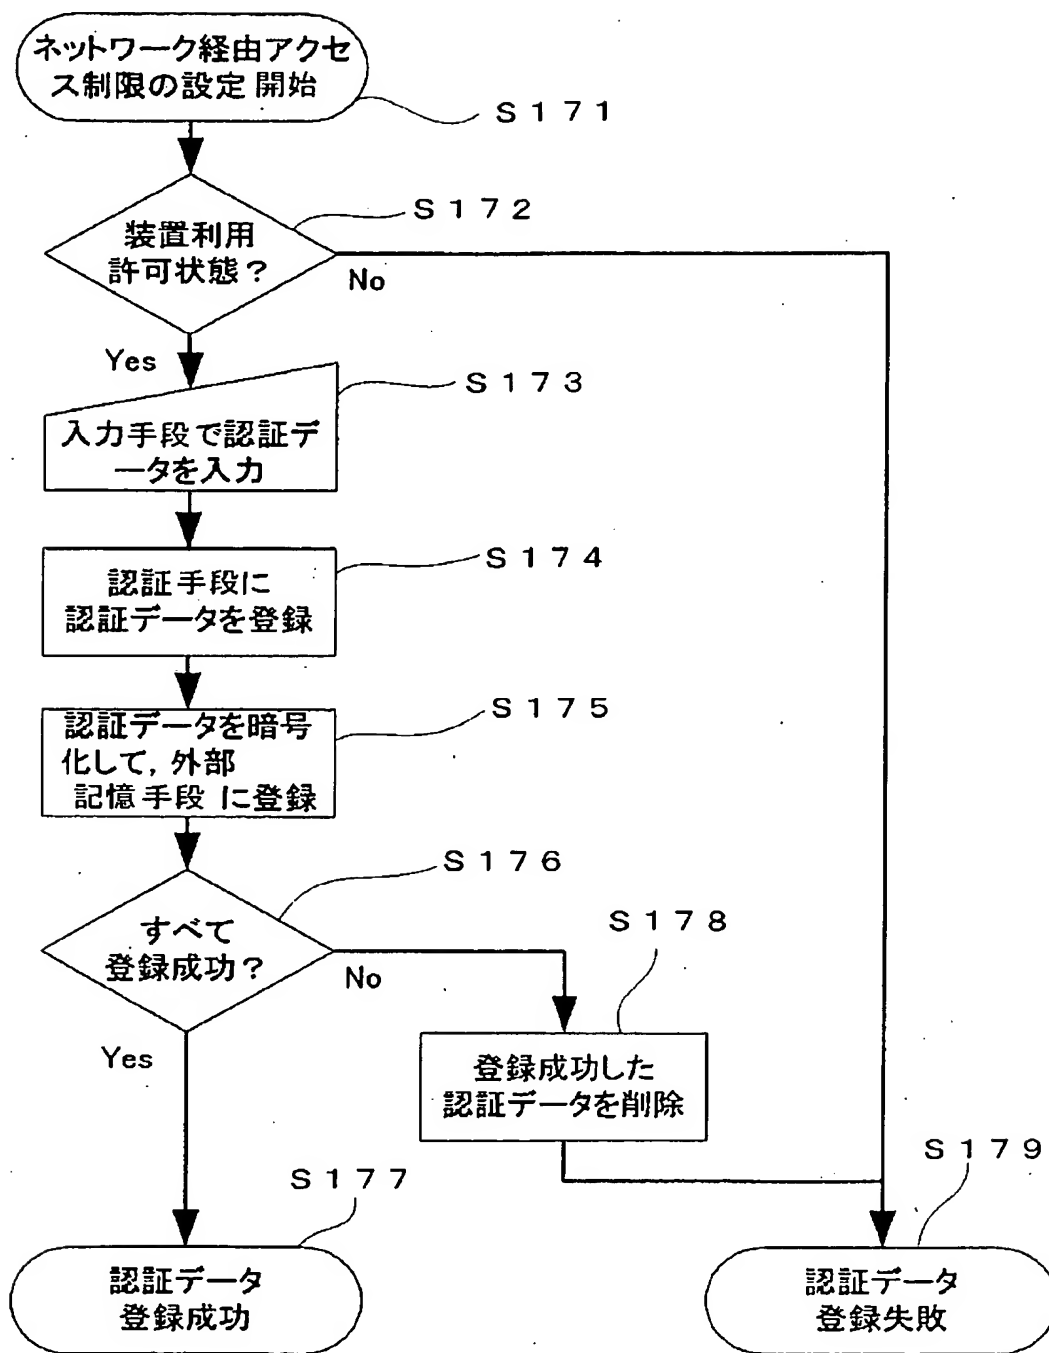 ネットワーク経由アクセ
ス制限の設定 開始
S171
S172
装置利用
許可状態?
No
Yes
S173
入力手段で認証デ
ータを入力
S174
認証手段に
認証データを登録
S175
認証データを暗号
化して,外部
記憶手段 に登録
S176
すべて
登録成功?
No
S178
Yes
登録成功した
認証データを削除
S177
S179
認証データ
登録成功
認証データ
登録失敗